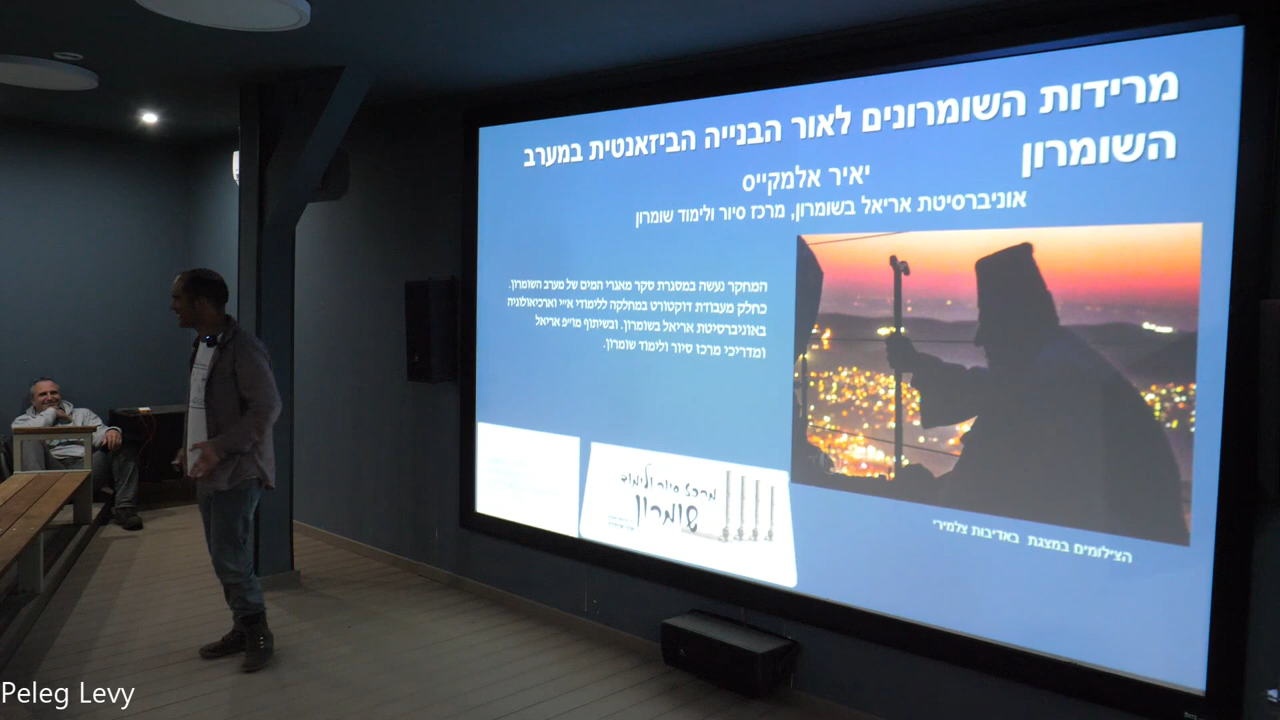 מרידות השומרונים לאור הבנייה הביזאנטית במערב
השומרון
יאיר אלמקייס
אוניברסיטת אריאל בשומרון, מרכז סיור ולימוד שומרון
המחקר נעשה במסגרת סקר מאגרי המים של מערב השומרון.
כחלק מעבודת דוקטורט במחלקה ללימודי א״י וארכיאולוגיה
באוניברסיטת אריאל בשומרון. ובשיתוף מו״פ אריאל
ומדריכי מרכז סיור ולימוד שומרון.
מרכז סיור ולימוד
שומרון
הצילומים במצגת באדיבות צלמירי
Peleg Levy